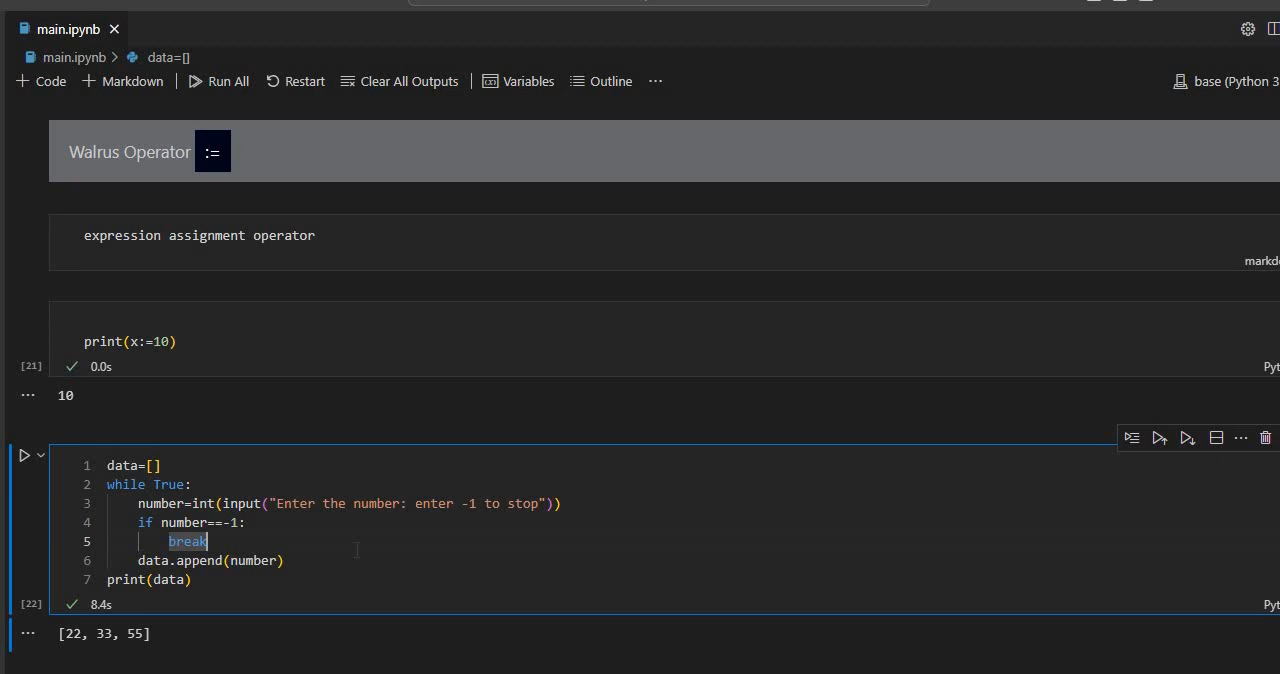 main.ipynb
main.ipynb > data=[]
+ Code + Markdown | Run All Restart Clear All Outputs | Variables Outline ... base (Python 3
Walrus Operator :=
expression assignment operator
markdo
print(x:=10)
[21] 0.0s Pyt
10
1 data=[]
2 while True:
3 number=int(input("Enter the number: enter -1 to stop"))
4 if number==-1:
5 break
6 data.append(number)
7 print(data)
[22] 8.4s Pyt
[22, 33, 55]